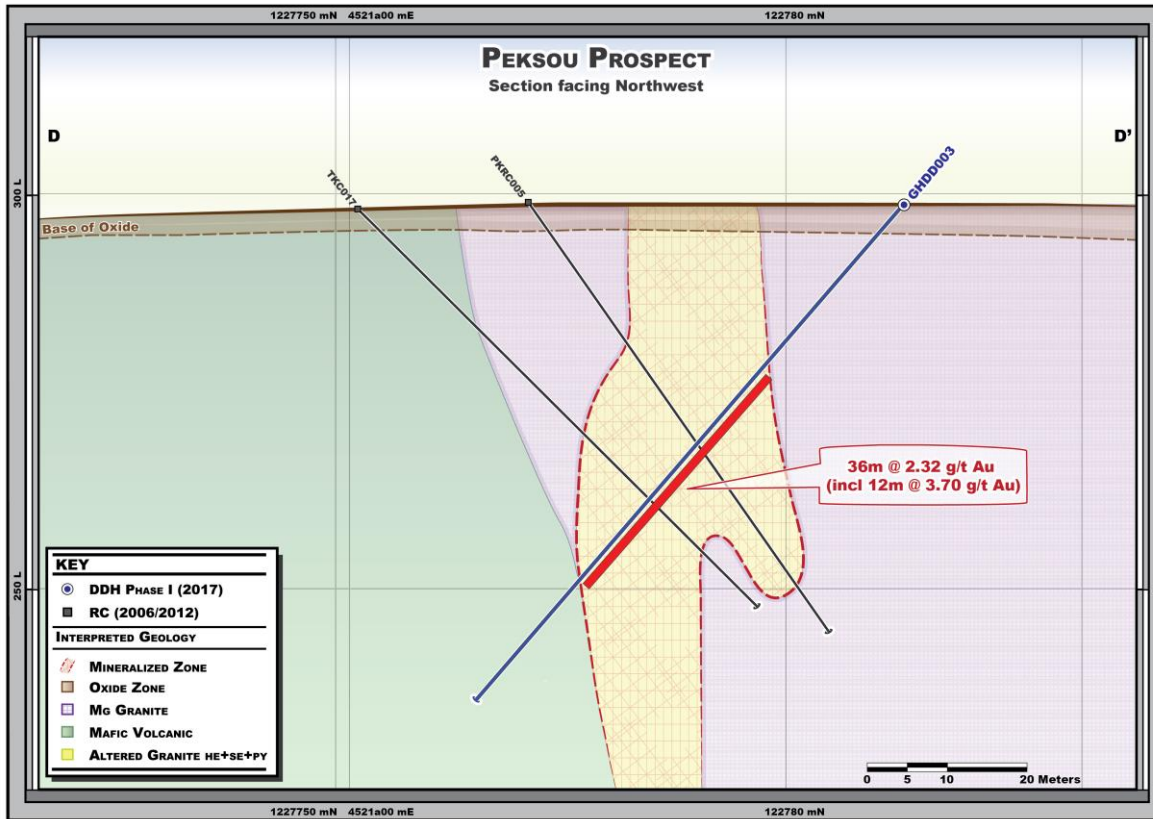 1227750 mN 4521a00 mE
122780 mN
PEKSOU PROSPECT
Section facing Northwest
D
D'
TKC017
PKRC005
GHDD003
300 L
Base of Oxide
36m @ 2.32 g/t Au
(incl 12m @ 3.70 g/t Au)
250 L
KEY
DDH PHASE I (2017)
RC (2006/2012)
INTERPRETED GEOLOGY
MINERALIZED ZONE
OXIDE ZONE
MG GRANITE
MAFIC VOLCANIC
ALTERED GRANITE HE+SE+PY
0 5 10 20 Meters
300 L
250 L
1227750 mN 4521a00 mE
122780 mN